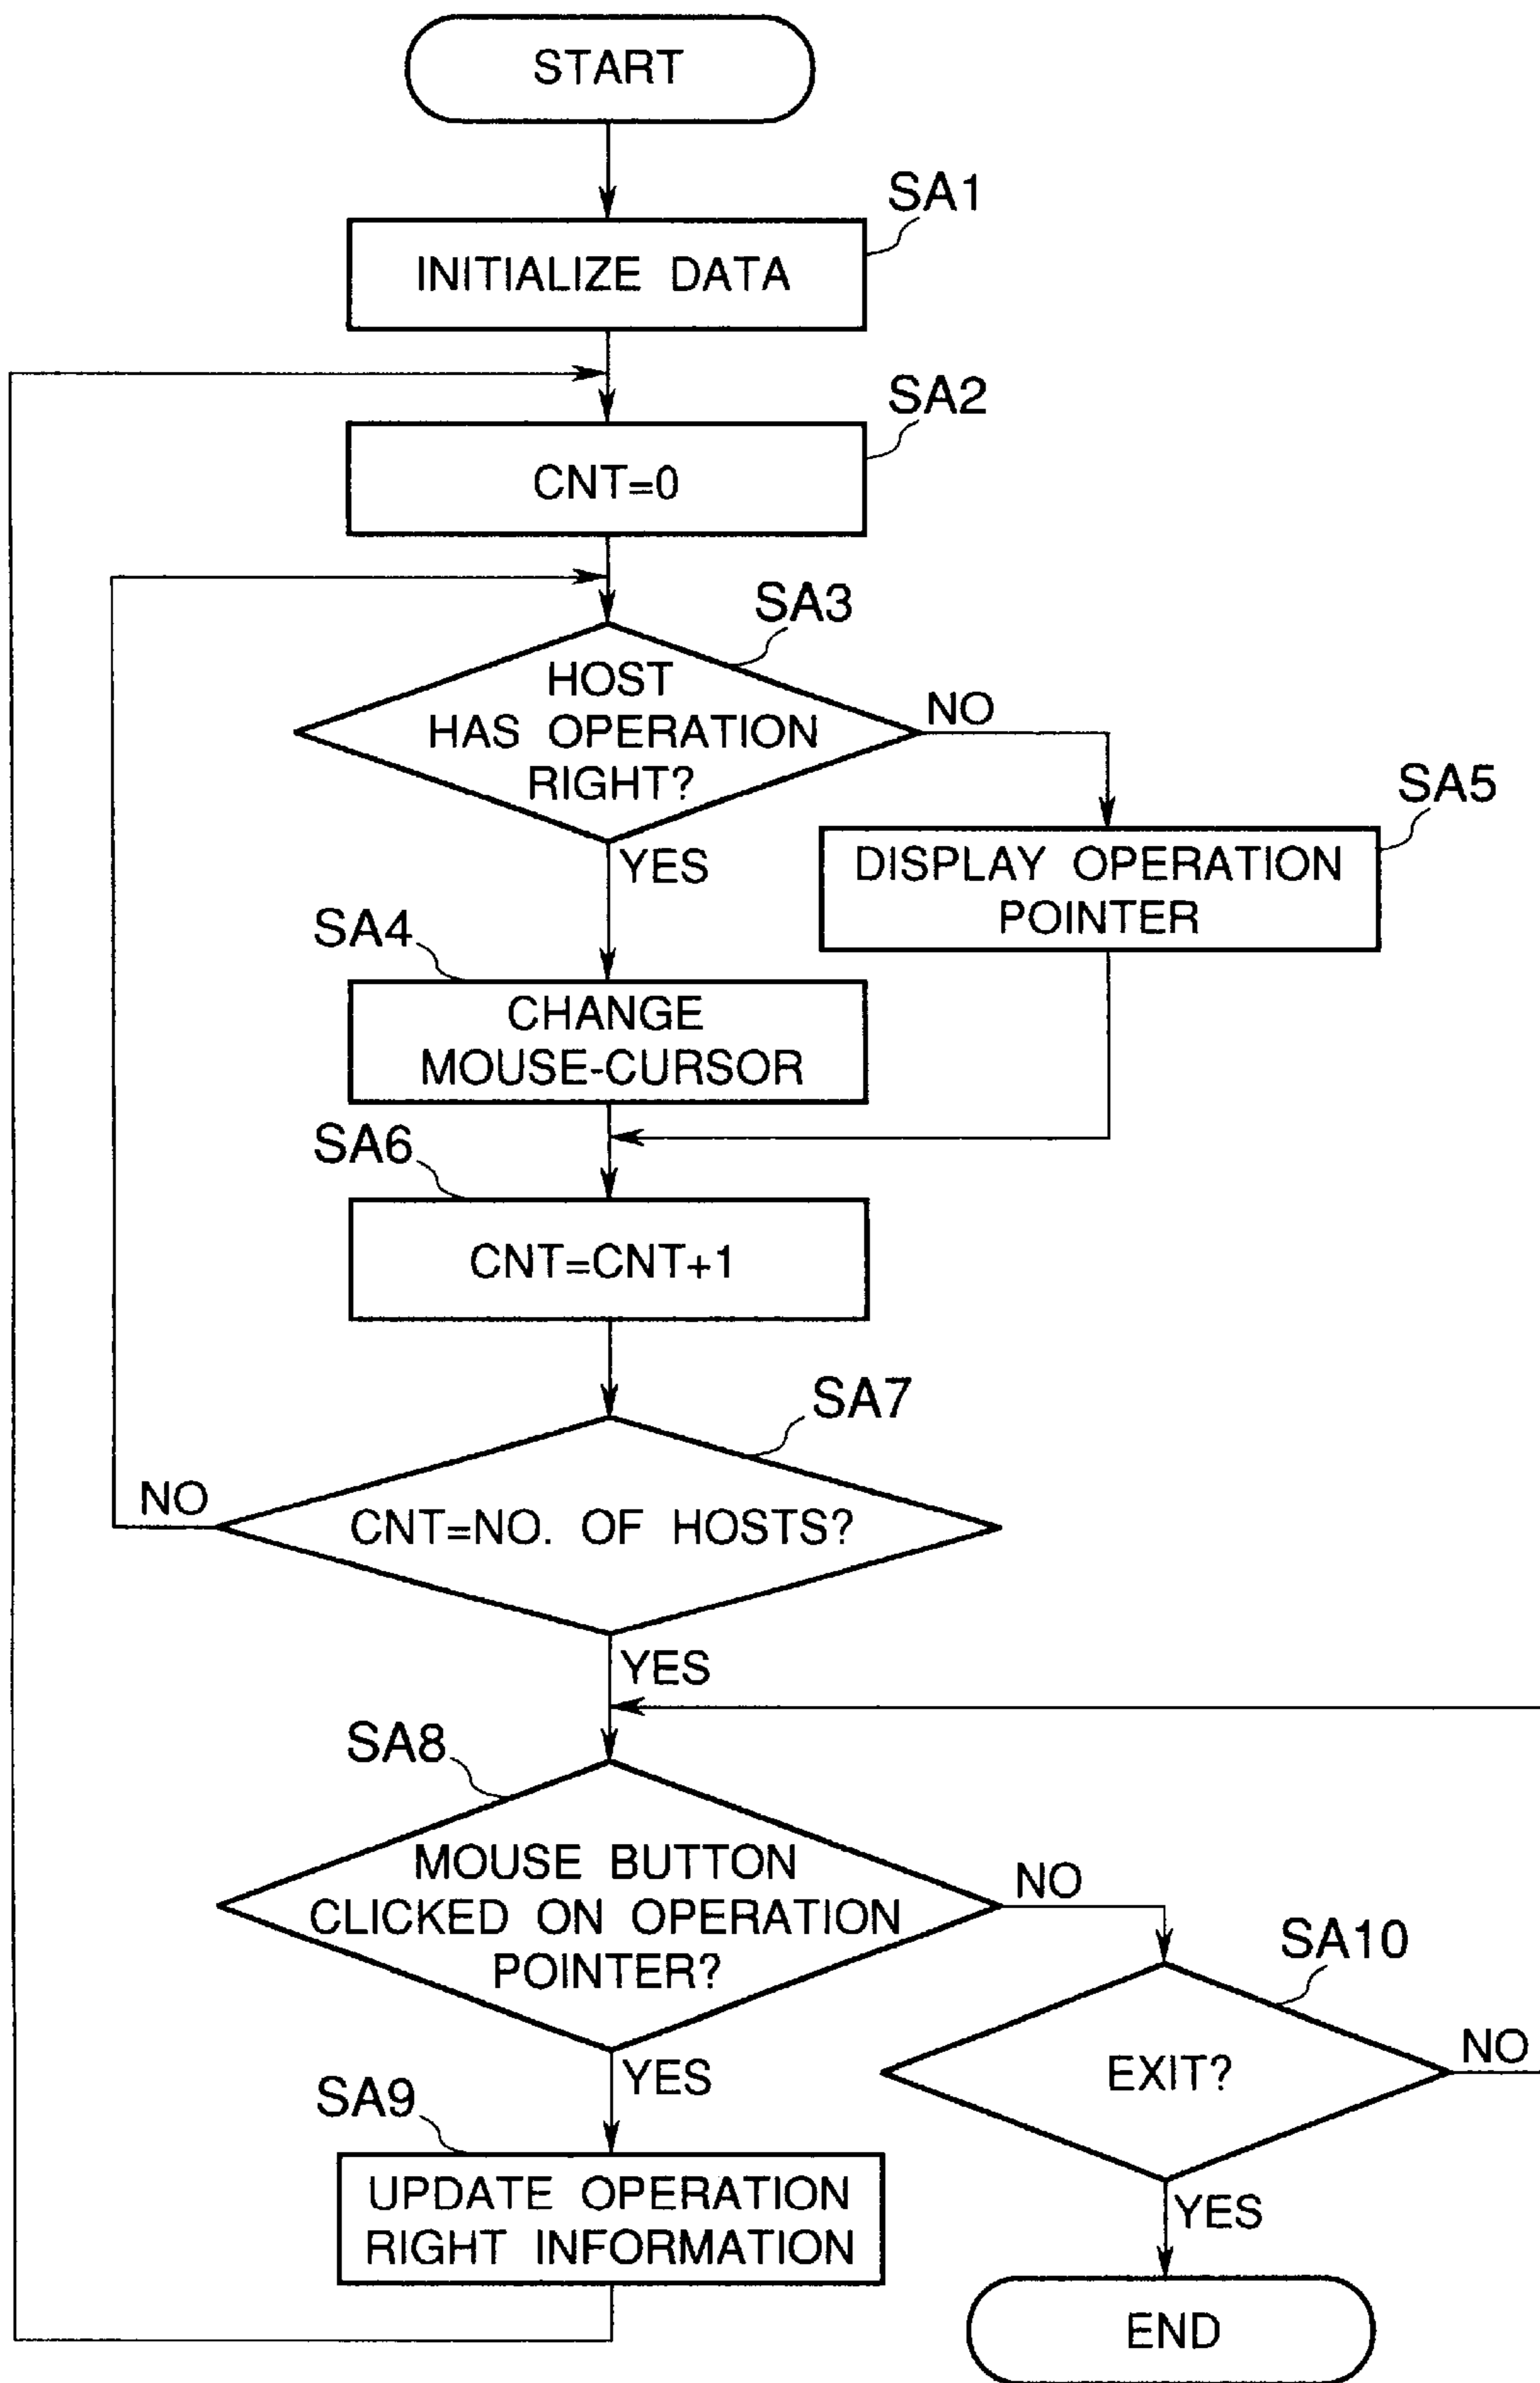 START
SA1
INITIALIZE DATA
SA2
CNT=0
SA3
HOST
HAS OPERATION
RIGHT?
NO
YES
SA5
DISPLAY OPERATION
POINTER
SA4
CHANGE
MOUSE-CURSOR
SA6
CNT=CNT+1
SA7
NO
CNT=NO. OF HOSTS?
YES
SA8
MOUSE BUTTON
CLICKED ON OPERATION
POINTER?
NO
SA10
YES
EXIT?
NO
SA9
UPDATE OPERATION
RIGHT INFORMATION
YES
END